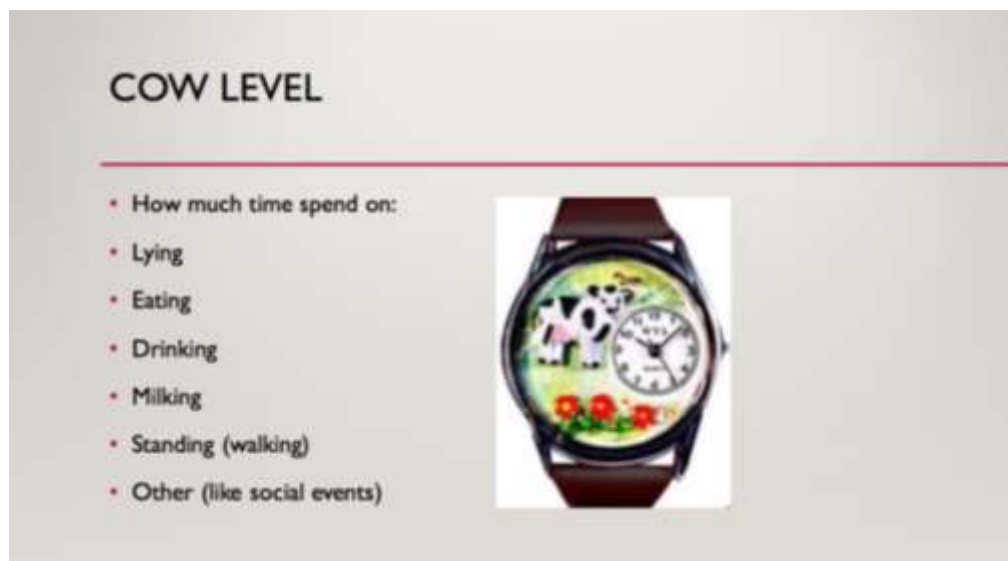 COW LEVEL
• How much time spend on:
• Lying
• Eating
• Drinking
• Milking
• Standing (walking)
• Other (like social events)